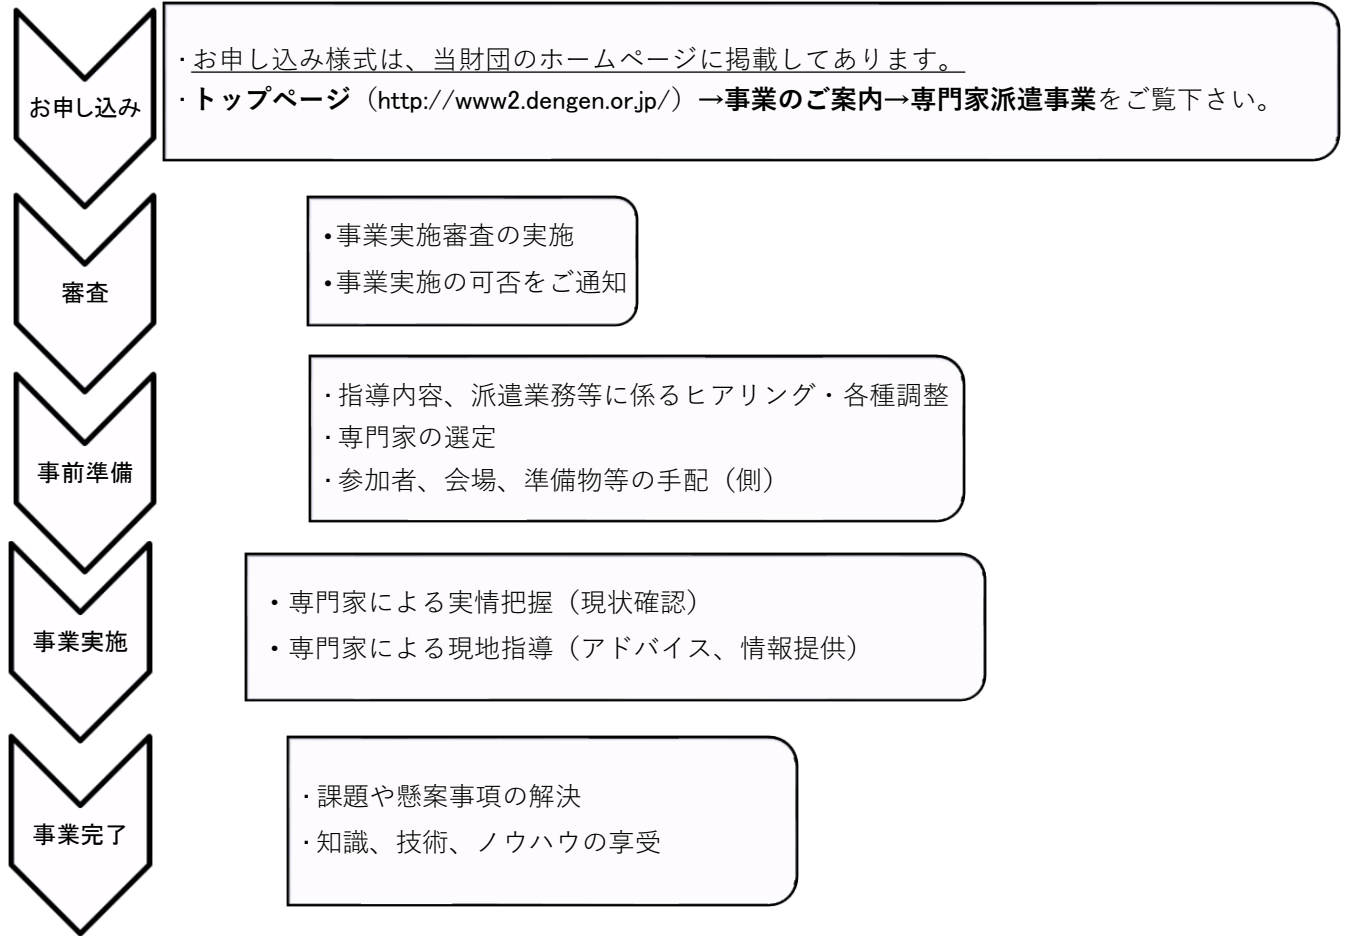 お申し込み
・お申し込み様式は、当財団のホームページに掲載してあります。
・トップページ（http://www2.dengen.or.jp/）→事業のご案内→専門家派遣事業をご覧下さい。
審査
・事業実施審査の実施
・事業実施の可否をご通知
事前準備
・指導内容、派遣業務等に係るヒアリング・各種調整
・専門家の選定
・参加者、会場、準備物等の手配（側）
事業実施
・専門家による実情把握（現状確認）
・専門家による現地指導（アドバイス、情報提供）
事業完了
・課題や懸案事項の解決
・知識、技術、ノウハウの享受